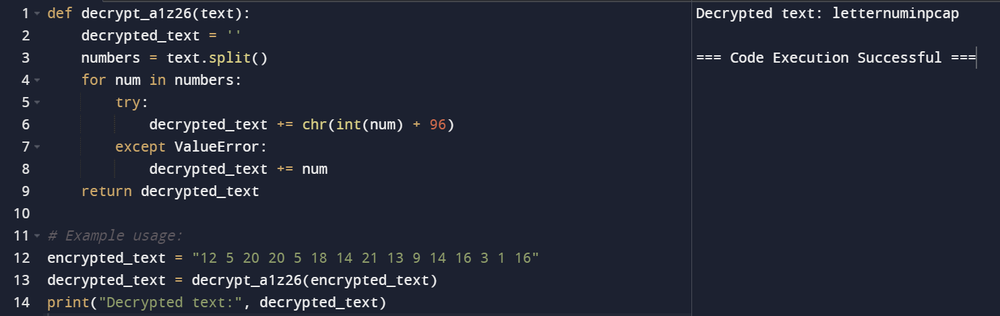 1 def decrypt_a1z26(text):
2     decrypted_text = ''
3     numbers = text.split()
4     for num in numbers:
5         try:
6             decrypted_text += chr(int(num) + 96)
7         except ValueError:
8             decrypted_text += num
9     return decrypted_text
10
11 # Example usage:
12 encrypted_text = "12 5 20 20 5 18 14 21 13 9 14 16 3 1 16"
13 decrypted_text = decrypt_a1z26(encrypted_text)
14 print("Decrypted text:", decrypted_text)
Decrypted text: letternuminpcap
=== Code Execution Successful ===